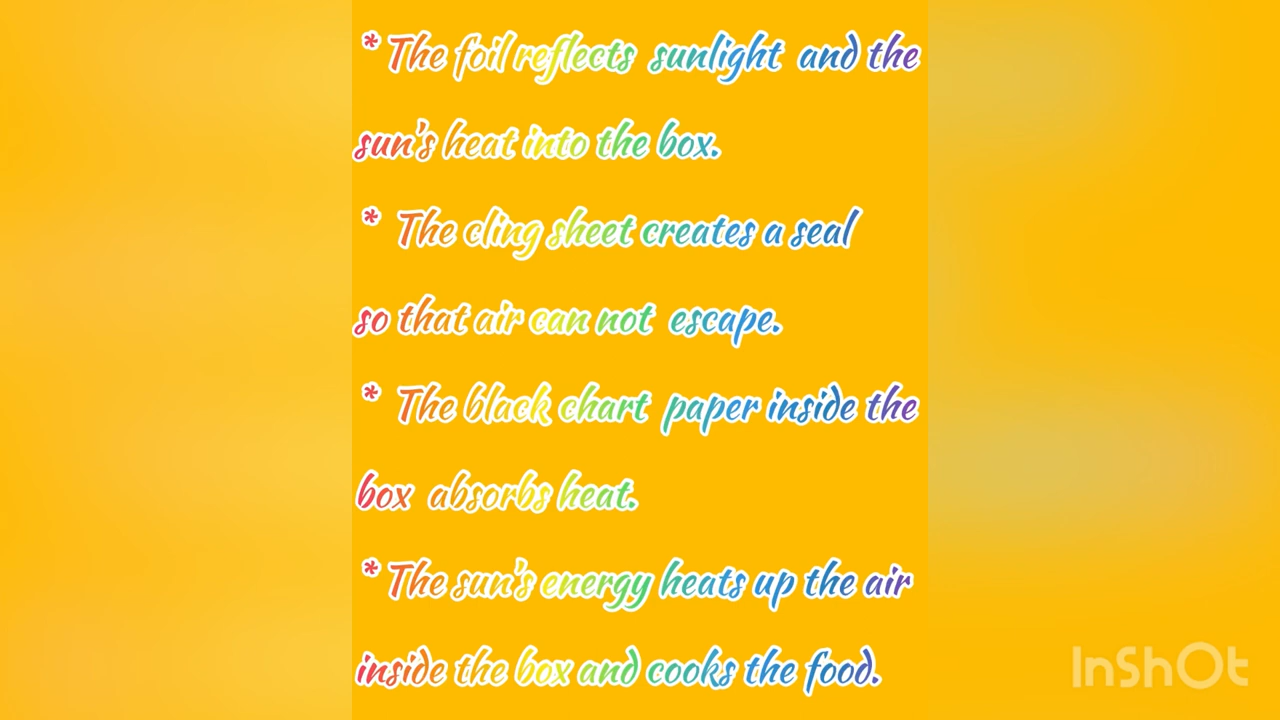 * The foil reflects sunlight and the
sun's heat into the box.
* The cling sheet creates a seal
so that air can not escape.
* The black chart paper inside the
box absorbs heat.
* The sun's energy heats up the air
inside the box and cooks the food.
InShOt